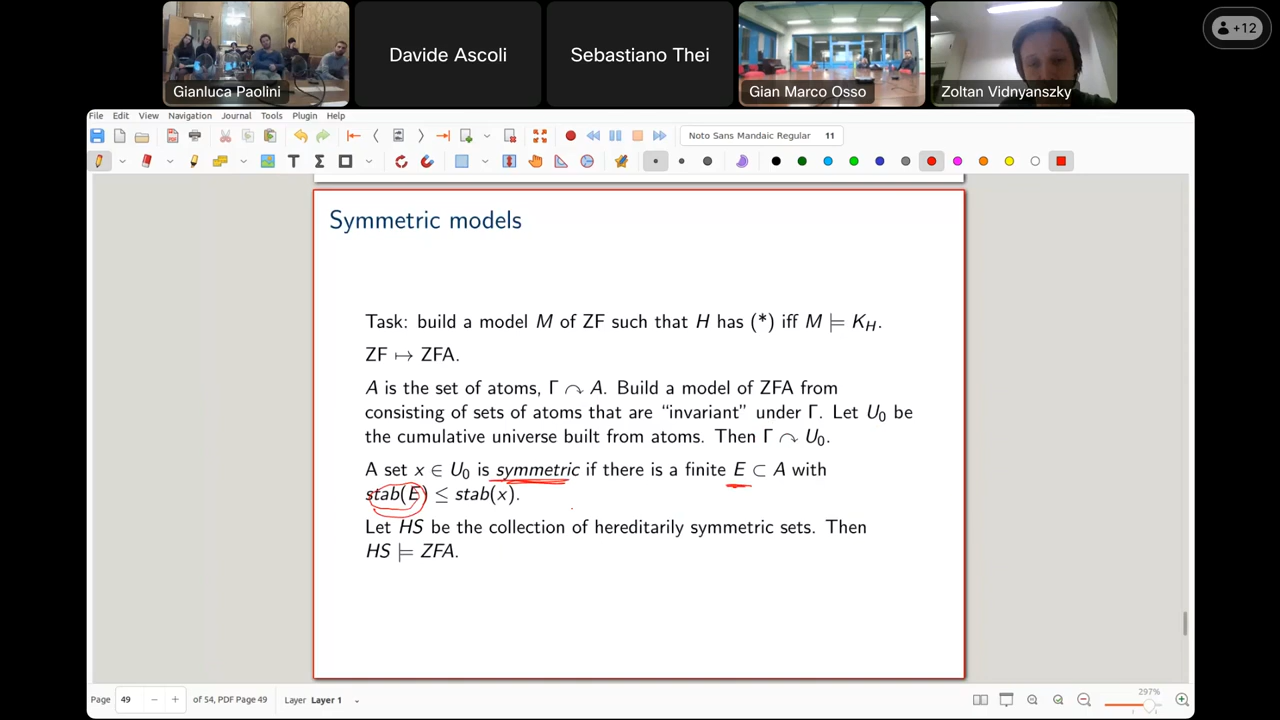 Davide Ascoli
Sebastiano Thei
+12
Gianluca Paolini
Gian Marco Osso
Zoltan Vidnyanszky
File Edit View Navigation Journal Tools Plugin Help
Noto Sans Mandaic Regular 11
Symmetric models
Task: build a model M of ZF such that H has (*) iff M ⊨ K_H.
ZF ↦ ZFA.
A is the set of atoms, Γ ↷ A. Build a model of ZFA from
consisting of sets of atoms that are “invariant” under Γ. Let U₀ be
the cumulative universe built from atoms. Then Γ ↷ U₀.
A set x ∈ U₀ is symmetric if there is a finite E ⊂ A with
stab(E) ≤ stab(x).
Let HS be the collection of hereditarily symmetric sets. Then
HS ⊨ ZFA.
Page 49 − + of 54, PDF Page 49 Layer Layer 1 297%